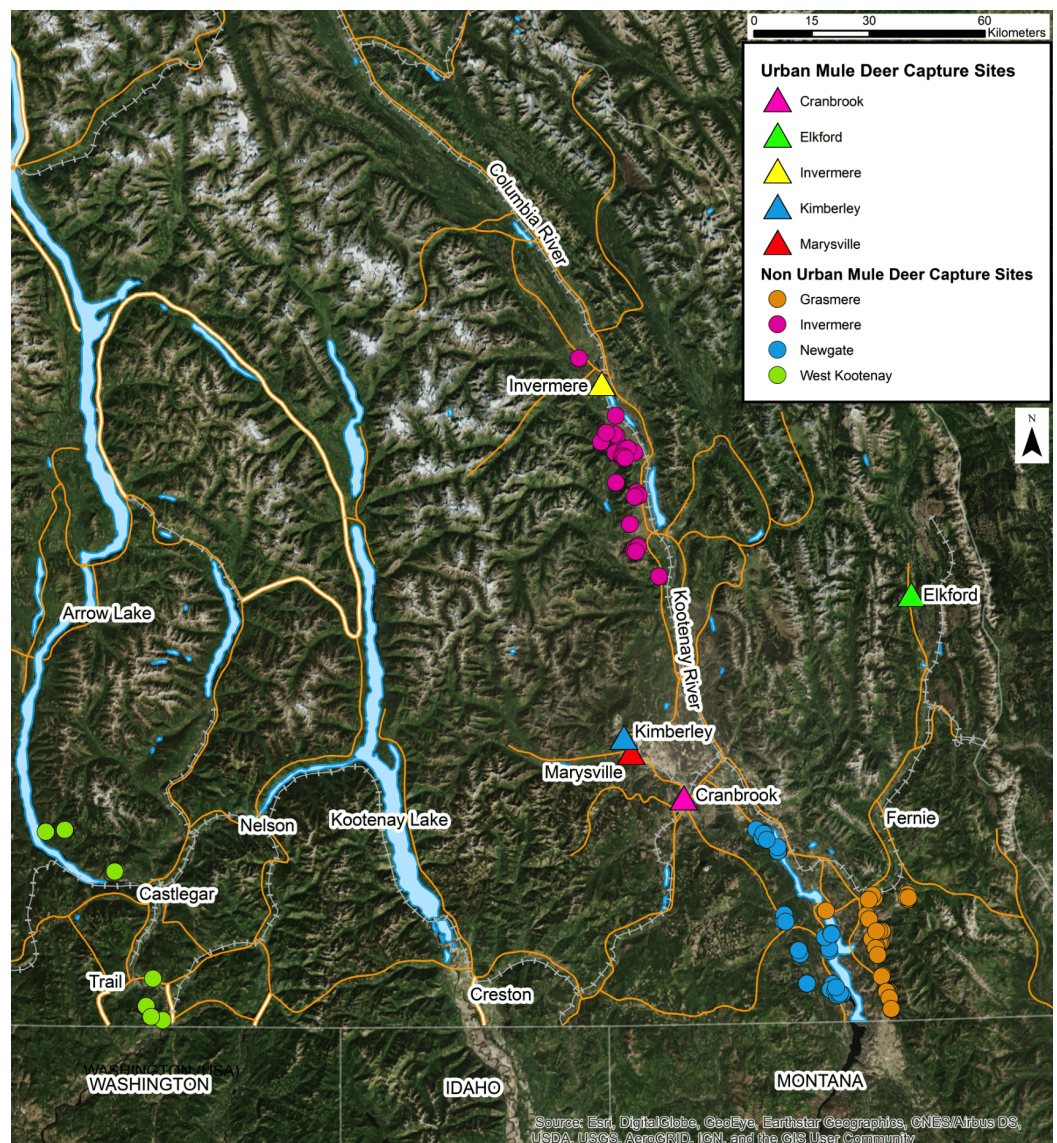 0 15 30 60
Kilometers
Urban Mule Deer Capture Sites
Cranbrook
Elkford
Invermere
Kimberley
Marysville
Non Urban Mule Deer Capture Sites
Grasmere
Invermere
Newgate
West Kootenay
N
Columbia River
Invermere
Elkford
Arrow Lake
Kootenay River
Kimberley
Marysville
Cranbrook
Nelson
Kootenay Lake
Fernie
Castlegar
Trail
Creston
WASHINGTON (USA)
WASHINGTON
IDAHO
MONTANA
Source: Esri, DigitalGlobe, GeoEye, Earthstar Geographics, CNES/Airbus DS,
USDA, USGS, AeroGRID, IGN, and the GIS User Community